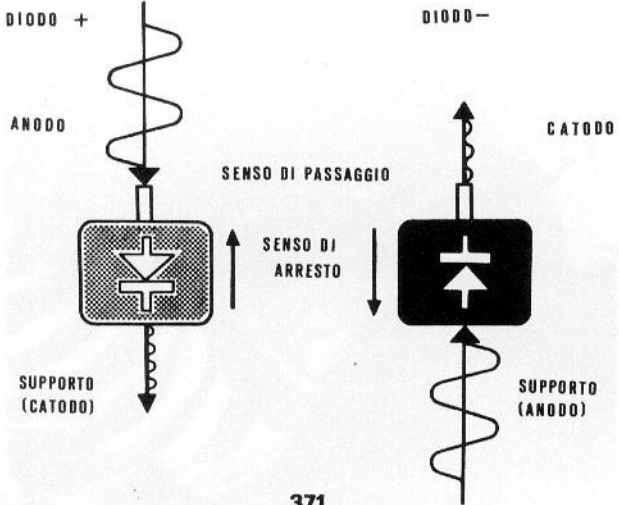 DIODO +
DIODO −
ANODO
CATODO
SENSO DI PASSAGGIO
SENSO DI
ARRESTO
SUPPORTO
(CATODO)
SUPPORTO
(ANODO)
371